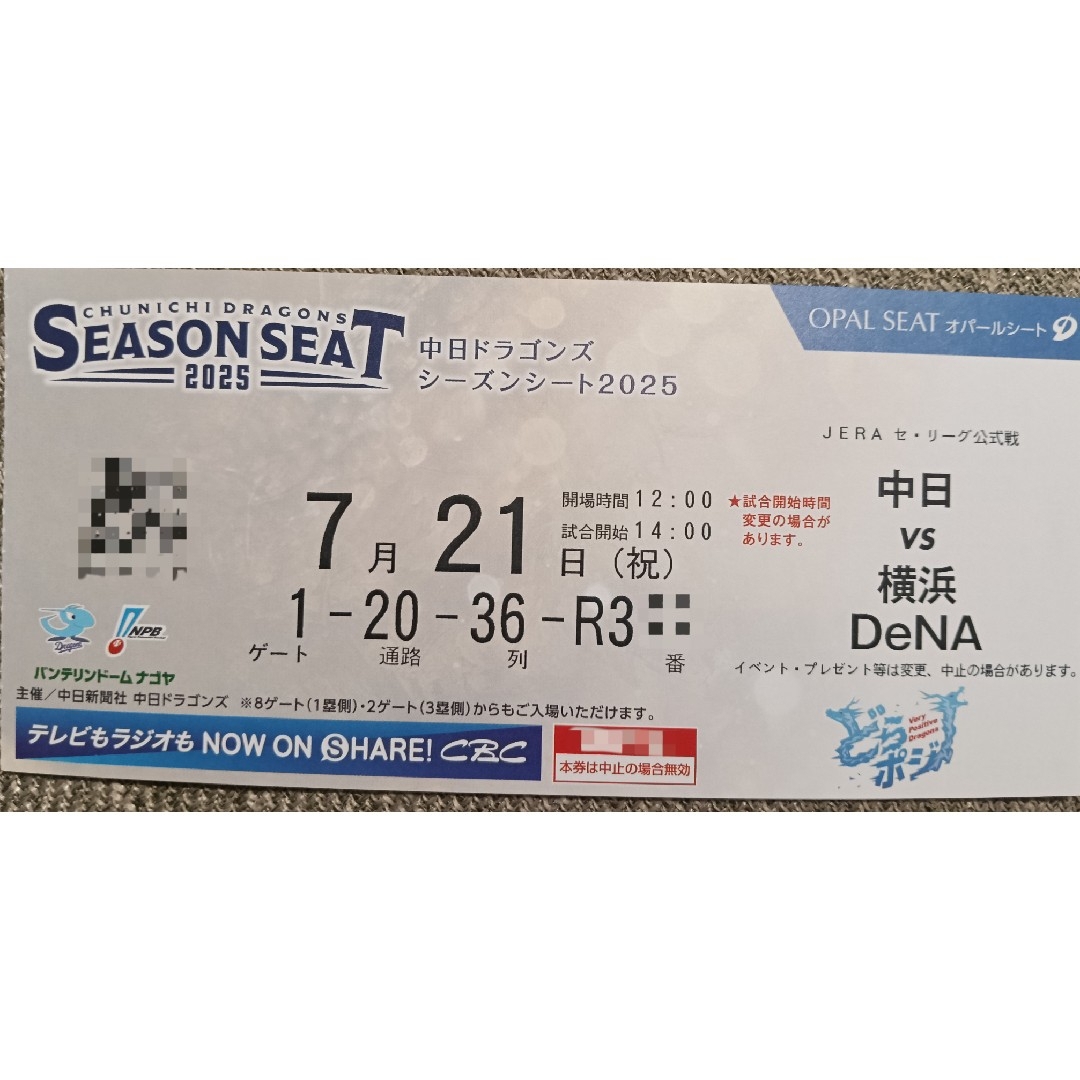 CHUNICHI DRAGONS
SEASON SEAT
2025
中日ドラゴンズ
シーズンシート2025
OPAL SEAT オパールシート
JERA セ・リーグ公式戦
中日
VS
横浜
DeNA
7月21日(祝)
開場時間 12:00
試合開始 14:00
★試合開始時間
変更の場合が
あります。
1-20-36-R3
ゲート 通路 列 番
イベント・プレゼント等は変更、中止の場合があります。
Dragons
NPB
バンテリンドーム ナゴヤ
主催/中日新聞社 中日ドラゴンズ ※8ゲート(1塁側)・2ゲート(3塁側)からもご入場いただけます。
テレビもラジオも NOW ON SHARE! CBC
本券は中止の場合無効
どらポジ
Very
Positive
Dragons